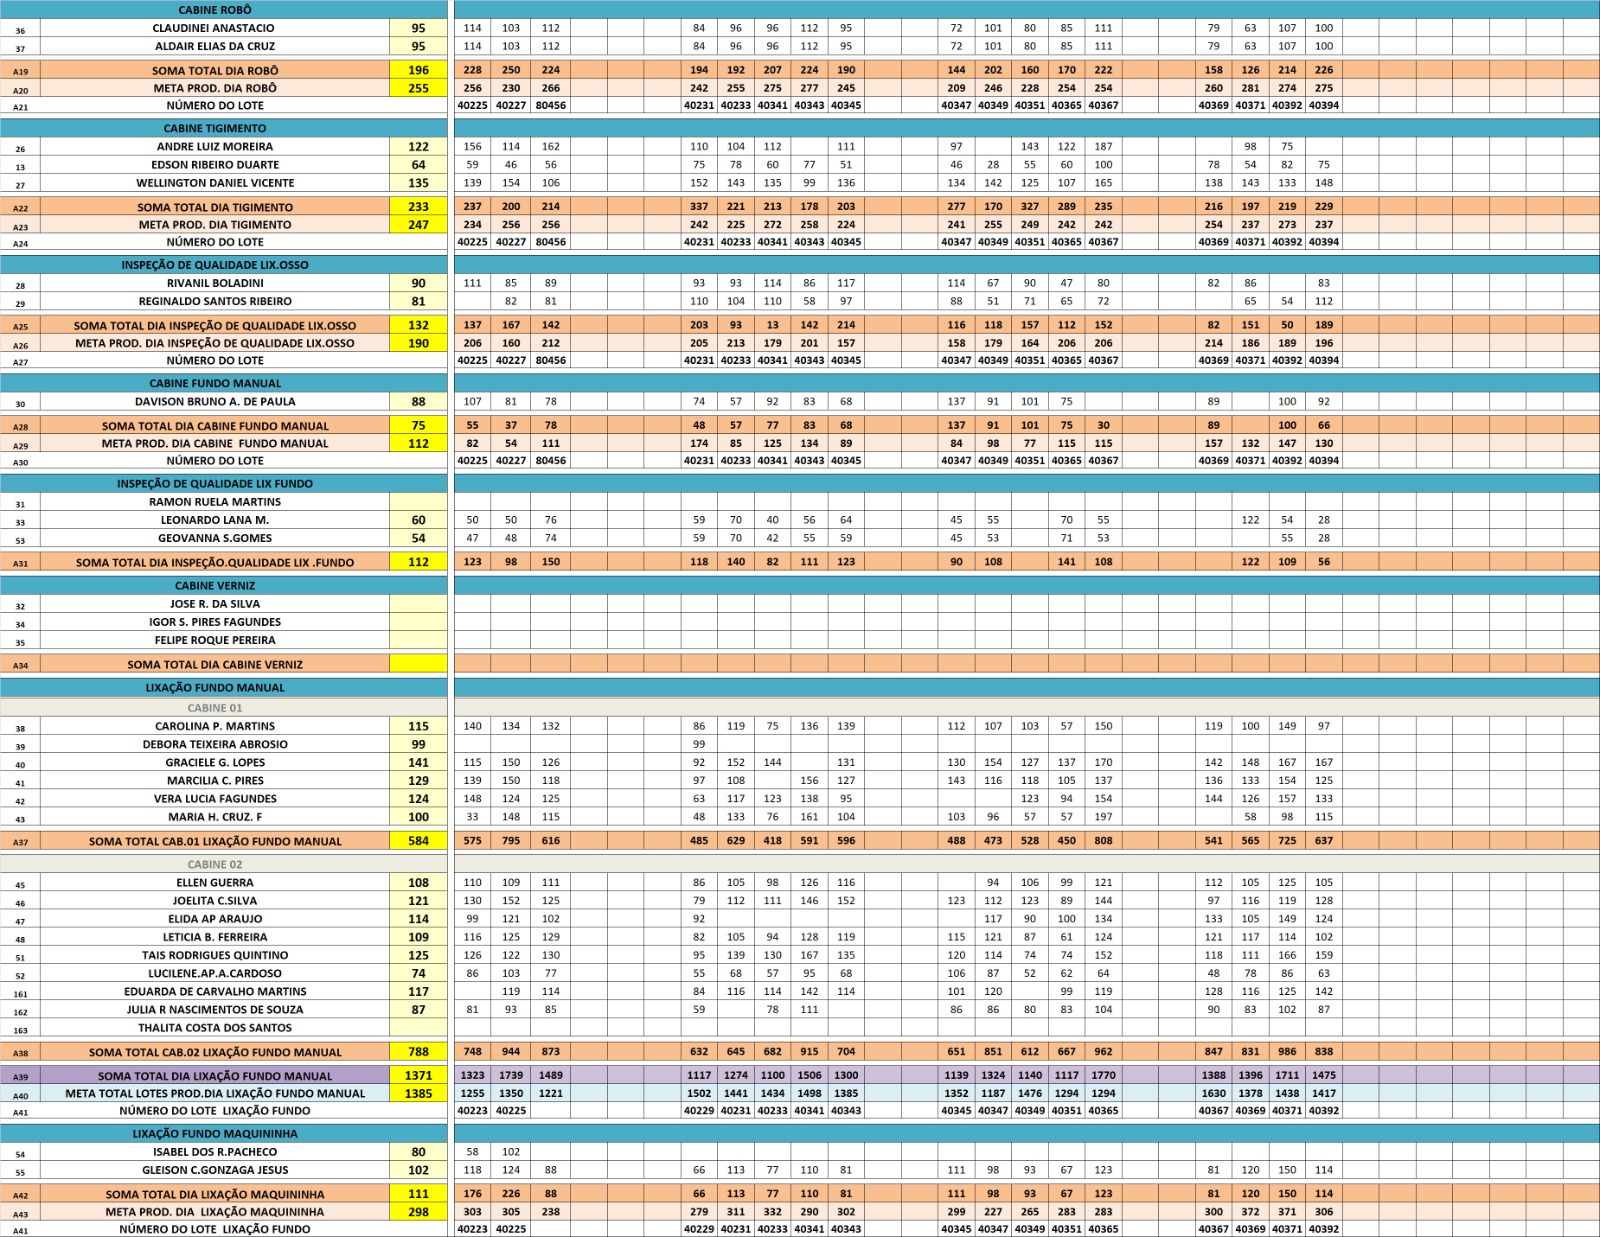 CABINE ROBÔ
36 CLAUDINEI ANASTACIO 95 114 103 112 84 96 96 112 95 72 101 80 85 111 79 63 107 100
37 ALDAIR ELIAS DA CRUZ 95 114 103 112 84 96 96 112 95 72 101 80 85 111 79 63 107 100
A19 SOMA TOTAL DIA ROBÔ 196 228 250 224 194 192 207 224 190 144 202 160 170 222 158 126 214 226
A20 META PROD. DIA ROBÔ 255 256 230 266 242 255 275 277 245 209 246 228 254 254 260 281 274 275
A21 NÚMERO DO LOTE 40225 40227 80456 40231 40233 40341 40343 40345 40347 40349 40351 40365 40367 40369 40371 40392 40394
CABINE TIGIMENTO
26 ANDRE LUIZ MOREIRA 122 156 114 162 110 104 112 111 97 143 122 187 98 75
13 EDSON RIBEIRO DUARTE 64 59 46 56 75 78 60 77 51 46 28 55 60 100 78 54 82 75
27 WELLINGTON DANIEL VICENTE 135 139 154 106 152 143 135 99 136 134 142 125 107 165 138 143 133 148
A22 SOMA TOTAL DIA TIGIMENTO 233 237 200 214 337 221 213 178 203 277 170 327 289 235 216 197 219 229
A23 META PROD. DIA TIGIMENTO 247 234 256 256 242 225 272 258 224 241 255 249 242 242 254 237 273 237
A24 NÚMERO DO LOTE 40225 40227 80456 40231 40233 40341 40343 40345 40347 40349 40351 40365 40367 40369 40371 40392 40394
INSPEÇÃO DE QUALIDADE LIX.OSSO
28 RIVANIL BOLADINI 90 111 85 89 93 93 114 86 117 114 67 90 47 80 82 86 83
29 REGINALDO SANTOS RIBEIRO 81 82 81 110 104 110 58 97 88 51 71 65 72 65 54 112
A25 SOMA TOTAL DIA INSPEÇÃO DE QUALIDADE LIX.OSSO 132 137 167 142 203 93 13 142 214 116 118 157 112 152 82 151 50 189
A26 META PROD. DIA INSPEÇÃO DE QUALIDADE LIX.OSSO 190 206 160 212 205 213 179 201 157 158 179 164 206 206 214 186 189 196
A27 NÚMERO DO LOTE 40225 40227 80456 40231 40233 40341 40343 40345 40347 40349 40351 40365 40367 40369 40371 40392 40394
CABINE FUNDO MANUAL
30 DAVISON BRUNO A. DE PAULA 88 107 81 78 74 57 92 83 68 137 91 101 75 89 100 92
A28 SOMA TOTAL DIA CABINE FUNDO MANUAL 75 55 37 78 48 57 77 83 68 137 91 101 75 30 89 100 66
A29 META PROD. DIA CABINE FUNDO MANUAL 112 82 54 111 174 85 125 134 89 84 98 77 115 115 157 132 147 130
A30 NÚMERO DO LOTE 40225 40227 80456 40231 40233 40341 40343 40345 40347 40349 40351 40365 40367 40369 40371 40392 40394
INSPEÇÃO DE QUALIDADE LIX FUNDO
31 RAMON RUELA MARTINS
33 LEONARDO LANA M. 60 50 50 76 59 70 40 56 64 45 55 70 55 122 54 28
53 GEOVANNA S.GOMES 54 47 48 74 59 70 42 55 59 45 53 71 53 55 28
A31 SOMA TOTAL DIA INSPEÇÃO.QUALIDADE LIX .FUNDO 112 123 98 150 118 140 82 111 123 90 108 141 108 122 109 56
CABINE VERNIZ
32 JOSE R. DA SILVA
34 IGOR S. PIRES FAGUNDES
35 FELIPE ROQUE PEREIRA
A34 SOMA TOTAL DIA CABINE VERNIZ
LIXAÇÃO FUNDO MANUAL
CABINE 01
38 CAROLINA P. MARTINS 115 140 134 132 86 119 75 136 139 112 107 103 57 150 119 100 149 97
39 DEBORA TEIXEIRA ABROSIO 99 99
40 GRACIELE G. LOPES 141 115 150 126 92 152 144 131 130 154 127 137 170 142 148 167 167
41 MARCILIA C. PIRES 129 139 150 118 97 108 156 127 143 116 118 105 137 136 133 154 125
42 VERA LUCIA FAGUNDES 124 148 124 125 63 117 123 138 95 123 94 154 144 126 157 133
43 MARIA H. CRUZ. F 100 33 148 115 48 133 76 161 104 103 96 57 57 197 58 98 115
A37 SOMA TOTAL CAB.01 LIXAÇÃO FUNDO MANUAL 584 575 795 616 485 629 418 591 596 488 473 528 450 808 541 565 725 637
CABINE 02
45 ELLEN GUERRA 108 110 109 111 86 105 98 126 116 94 106 99 121 112 105 125 105
46 JOELITA C.SILVA 121 130 152 125 79 112 111 146 152 123 112 123 89 144 97 116 119 128
47 ELIDA AP ARAUJO 114 99 121 102 92 117 90 100 134 133 105 149 124
48 LETICIA B. FERREIRA 109 116 125 129 82 105 94 128 119 115 121 87 61 124 121 117 114 102
51 TAIS RODRIGUES QUINTINO 125 126 122 130 95 139 130 167 135 120 114 74 74 152 118 111 166 159
52 LUCILENE.AP.A.CARDOSO 74 86 103 77 55 68 57 95 68 106 87 52 62 64 48 78 86 63
161 EDUARDA DE CARVALHO MARTINS 117 119 114 84 116 114 142 114 101 120 99 119 128 116 125 142
162 JULIA R NASCIMENTOS DE SOUZA 87 81 93 85 59 78 111 86 86 80 83 104 90 83 102 87
163 THALITA COSTA DOS SANTOS
A38 SOMA TOTAL CAB.02 LIXAÇÃO FUNDO MANUAL 788 748 944 873 632 645 682 915 704 651 851 612 667 962 847 831 986 838
A39 SOMA TOTAL DIA LIXAÇÃO FUNDO MANUAL 1371 1323 1739 1489 1117 1274 1100 1506 1300 1139 1324 1140 1117 1770 1388 1396 1711 1475
A40 META TOTAL LOTES PROD.DIA LIXAÇÃO FUNDO MANUAL 1385 1255 1350 1221 1502 1441 1434 1498 1385 1352 1187 1476 1294 1294 1630 1378 1438 1417
A41 NÚMERO DO LOTE LIXAÇÃO FUNDO 40223 40225 40229 40231 40233 40341 40343 40345 40347 40349 40351 40365 40367 40369 40371 40392
LIXAÇÃO FUNDO MAQUININHA
54 ISABEL DOS R.PACHECO 80 58 102
55 GLEISON C.GONZAGA JESUS 102 118 124 88 66 113 77 110 81 111 98 93 67 123 81 120 150 114
A42 SOMA TOTAL DIA LIXAÇÃO MAQUININHA 111 176 226 88 66 113 77 110 81 111 98 93 67 123 81 120 150 114
A43 META PROD. DIA LIXAÇÃO MAQUININHA 298 303 305 238 279 311 332 290 302 299 227 265 283 283 300 372 371 306
A41 NÚMERO DO LOTE LIXAÇÃO FUNDO 40223 40225 40229 40231 40233 40341 40343 40345 40347 40349 40351 40365 40367 40369 40371 40392